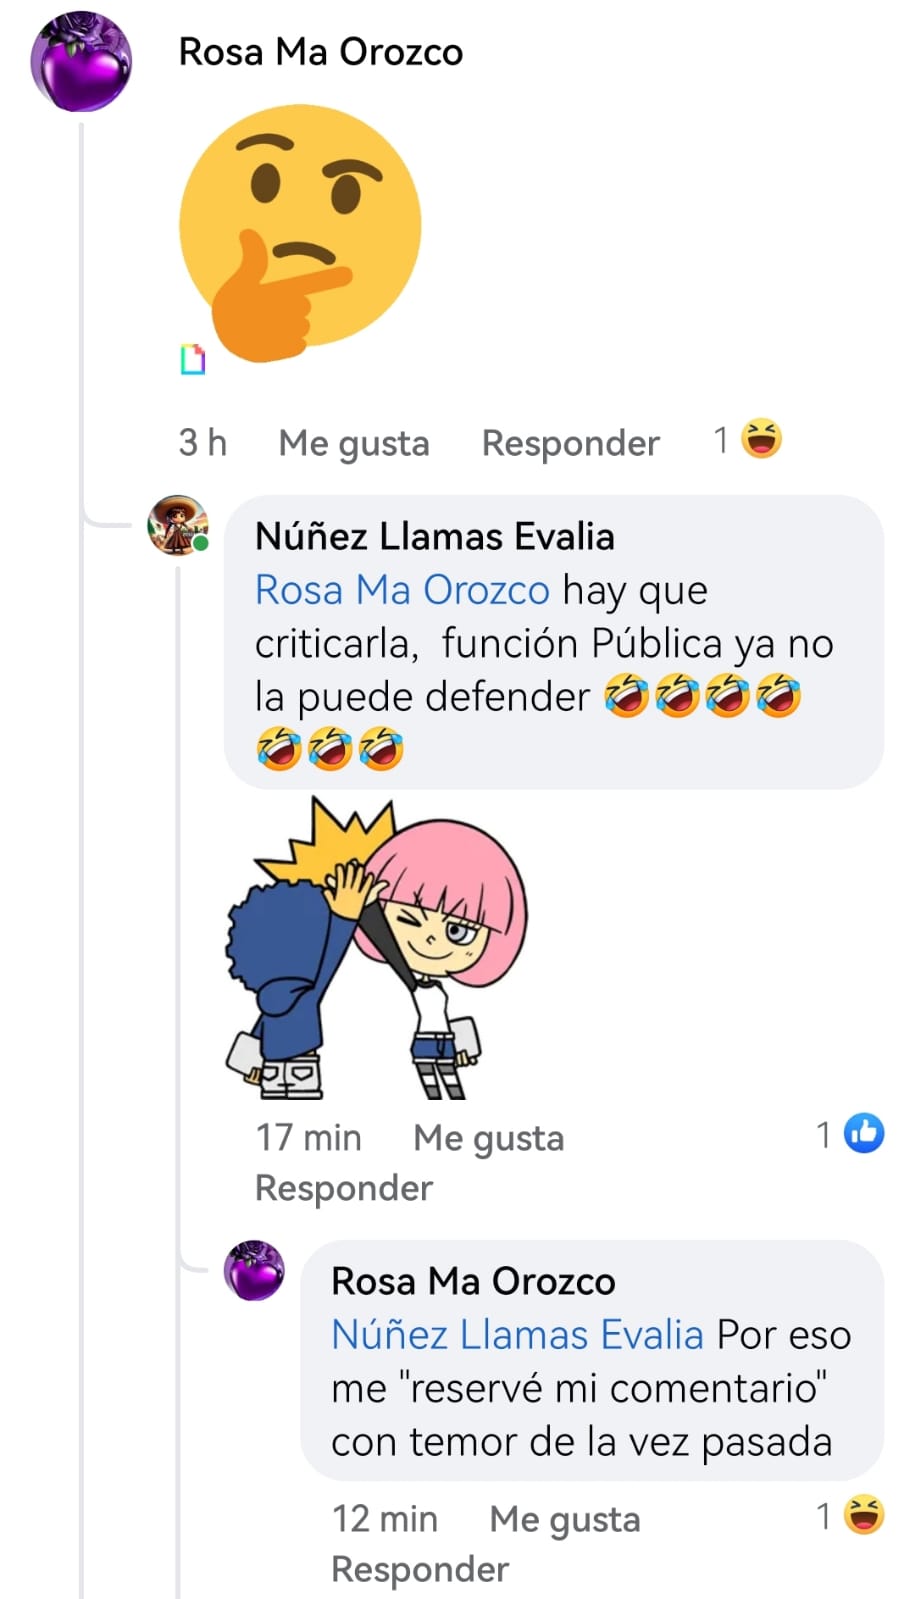 Rosa Ma Orozco
3 h Me gusta Responder 1
Núñez Llamas Evalia
Rosa Ma Orozco hay que
criticarla, función Pública ya no
la puede defender 🤣🤣🤣🤣
🤣🤣🤣
17 min Me gusta 1
Responder
Rosa Ma Orozco
Núñez Llamas Evalia Por eso
me "reservé mi comentario"
con temor de la vez pasada
12 min Me gusta 1
Responder